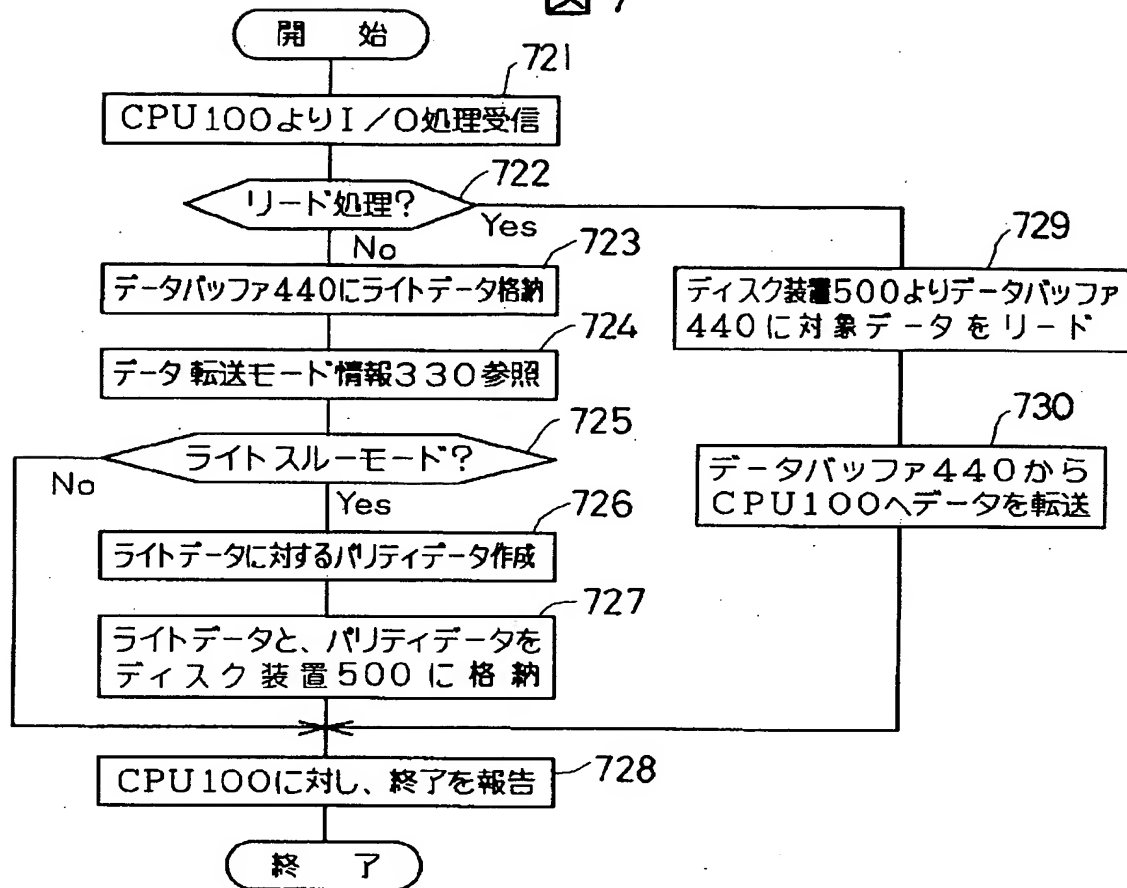 図 7
開 始
721
CPU100よりI/O処理受信
722
リード処理?
Yes
No
723
データバッファ440にライトデータ格納
724
データ転送モード情報330参照
725
ライトスルーモード?
No
Yes
726
ライトデータに対するパリティデータ作成
727
ライトデータと、パリティデータを
ディスク装置500に格納
729
ディスク装置500よりデータバッファ
440に対象データをリード
730
データバッファ440から
CPU100へデータを転送
728
CPU100に対し、終了を報告
終 了